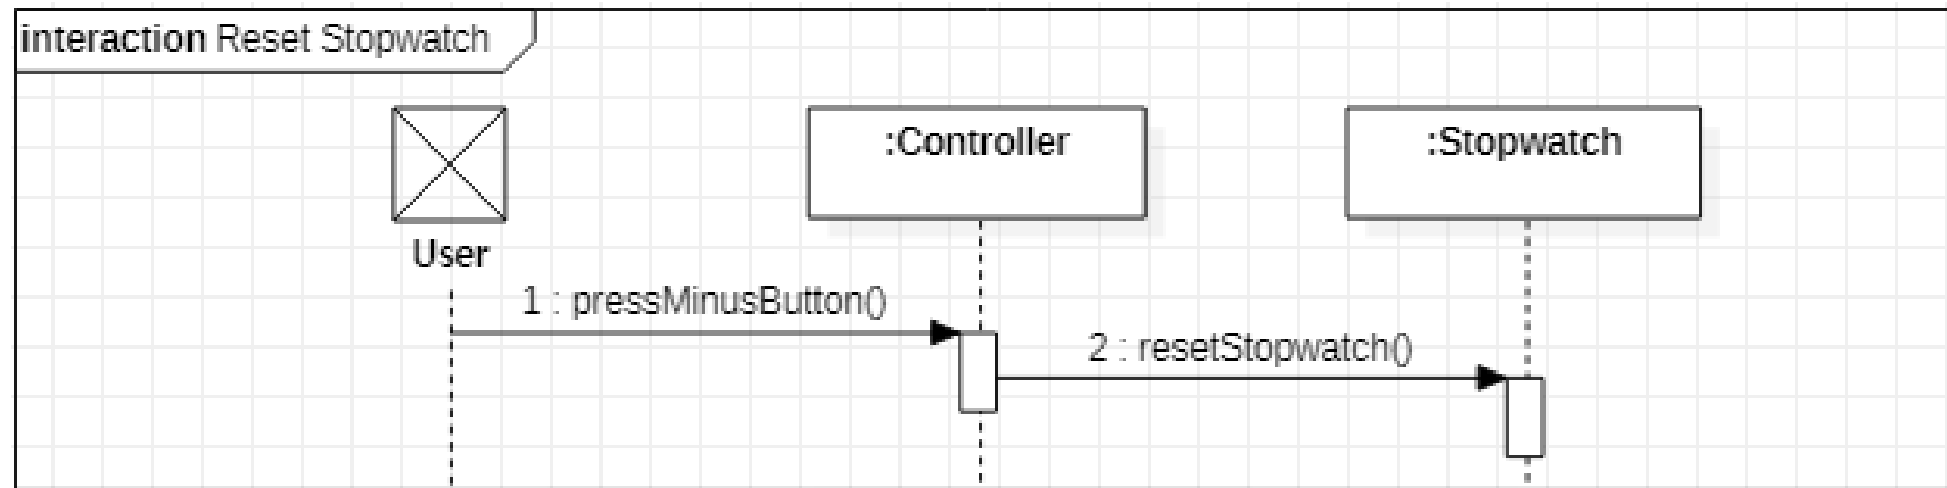 interaction Reset Stopwatch
:Controller
:Stopwatch
User
1 : pressMinusButton()
2 : resetStopwatch()